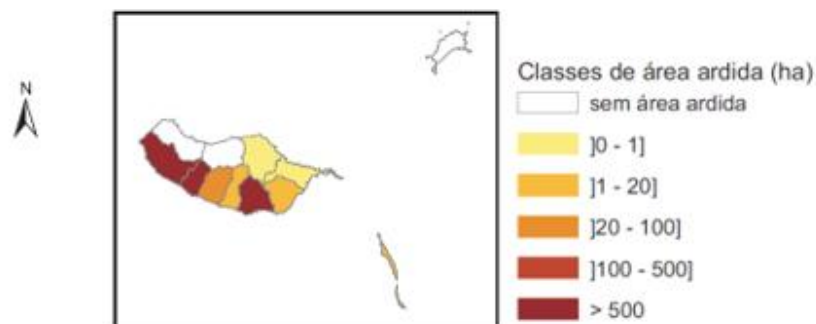 N
Classes de área ardida (ha)
sem área ardida
]0 - 1]
]1 - 20]
]20 - 100]
]100 - 500]
> 500